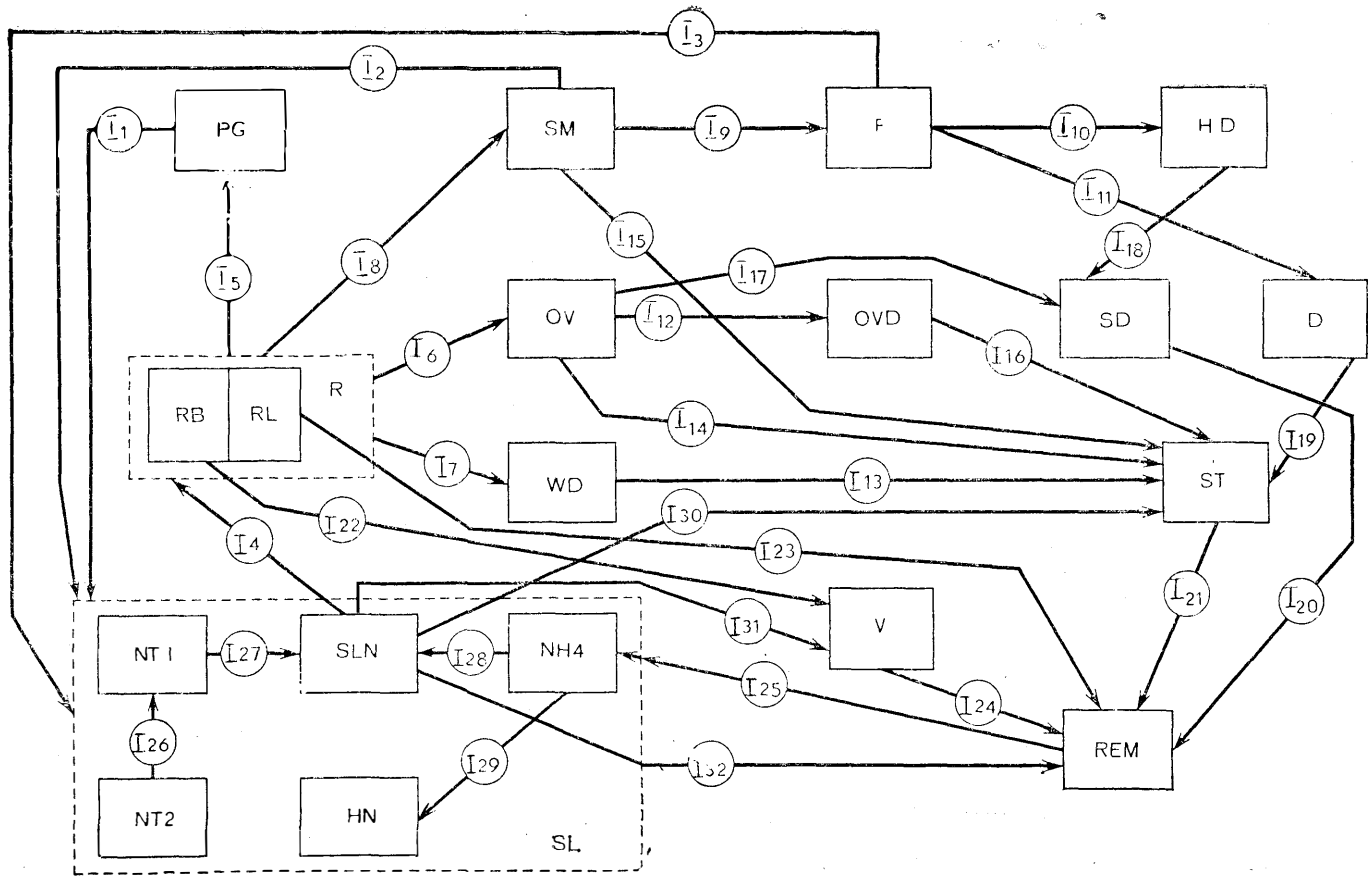 I3
I2
I1
PG
SM
I9
F
I10
HD
I11
I15
I18
I5
I8
I17
OV
I12
OVD
SD
D
I6
I16
R
RB
RL
I14
I19
I7
WD
I13
ST
I22
I30
I4
I23
I21
I20
NT1
I27
SLN
I28
NH4
I31
V
I25
I24
I26
I29
I32
REM
NT2
HN
SL